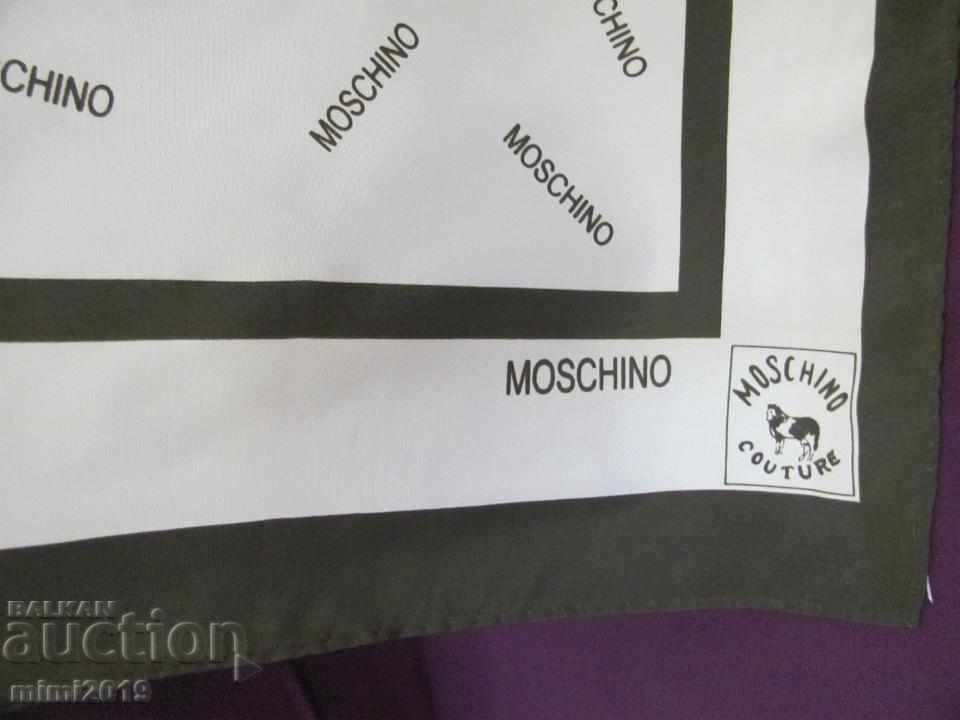 CHINO
MOSCHINO
CHINO
MOSCHINO
MOSCHINO
MOSCHINO
COUTURE
BALKAN
auction
mimi2019